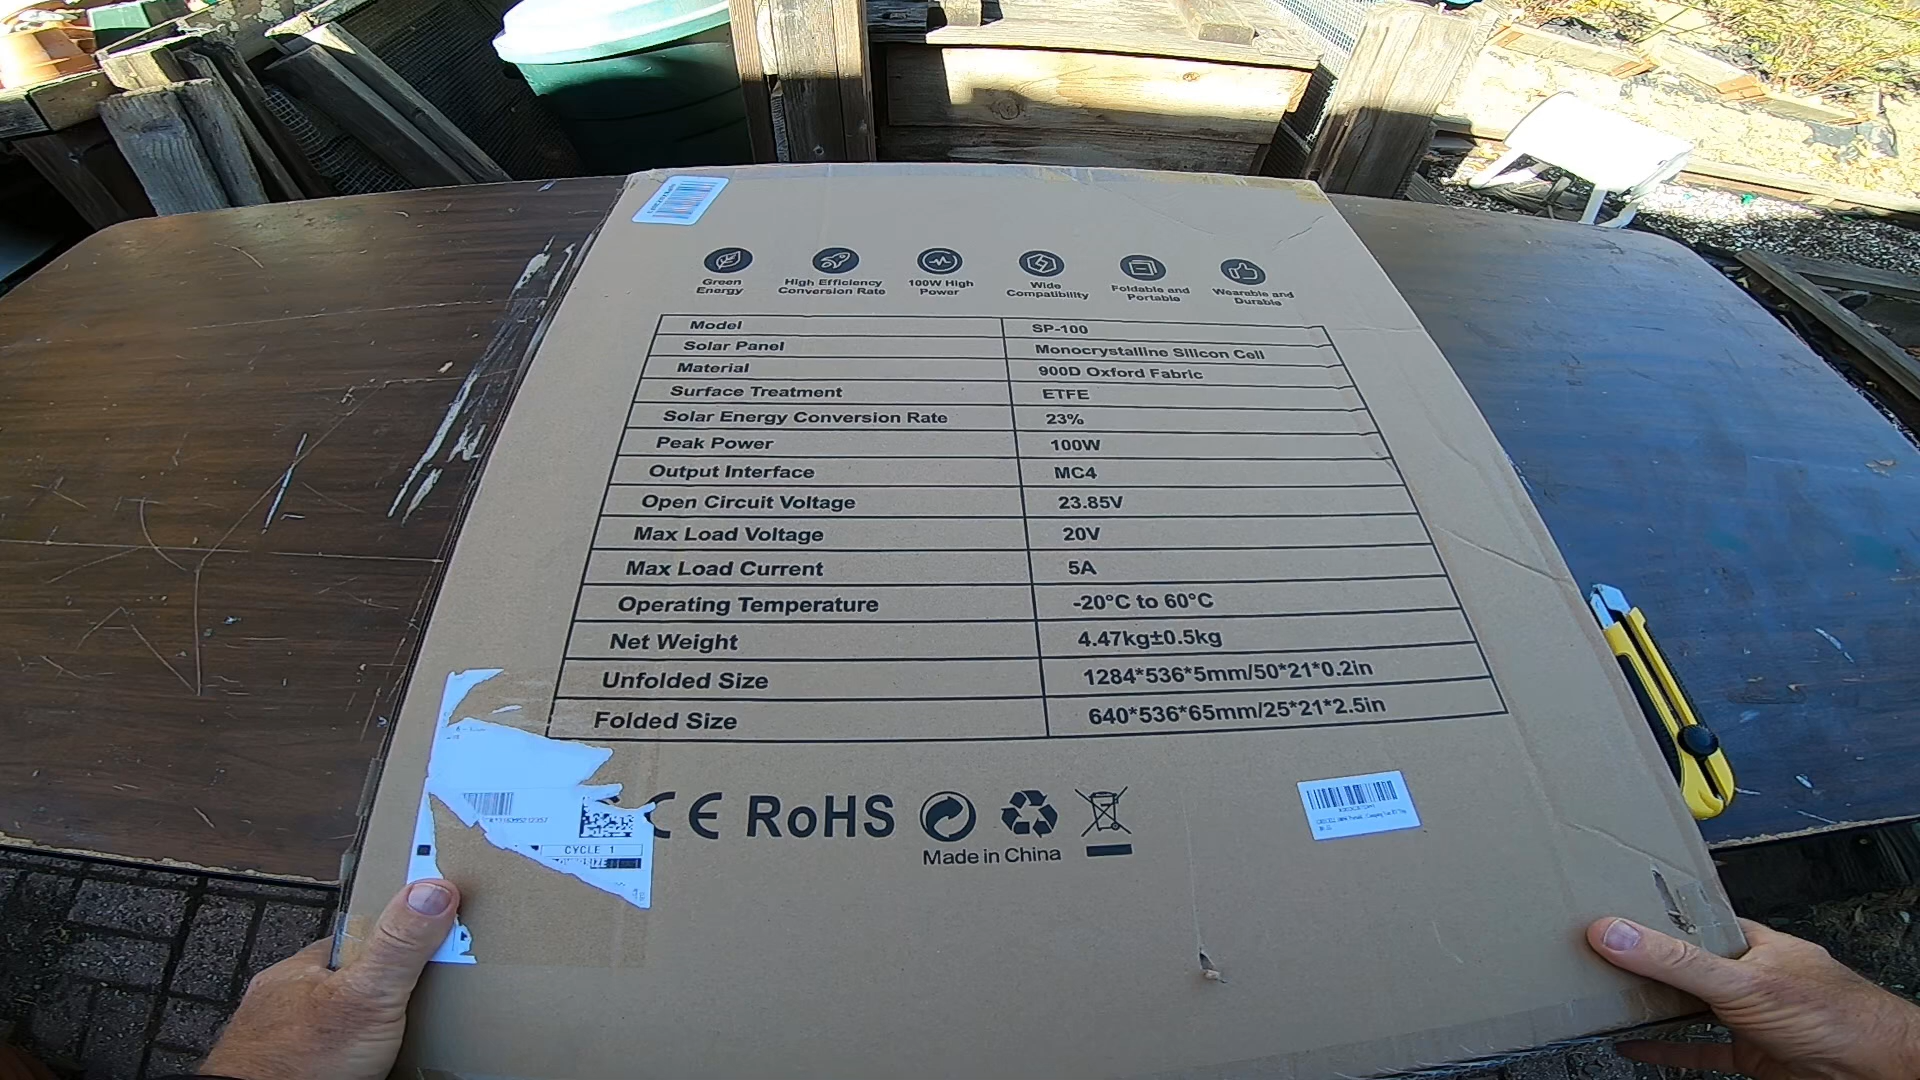 Green
Energy
High Efficiency
Conversion Rate
100W High
Power
Wide
Compatibility
Foldable and
Portable
Wearable and
Durable
Model SP-100
Solar Panel Monocrystalline Silicon Cell
Material 900D Oxford Fabric
Surface Treatment ETFE
Solar Energy Conversion Rate 23%
Peak Power 100W
Output Interface MC4
Open Circuit Voltage 23.85V
Max Load Voltage 20V
Max Load Current 5A
Operating Temperature -20°C to 60°C
Net Weight 4.47kg±0.5kg
Unfolded Size 1284*536*5mm/50*21*0.2in
Folded Size 640*536*65mm/25*21*2.5in
CE RoHS
Made in China
CYCLE 1